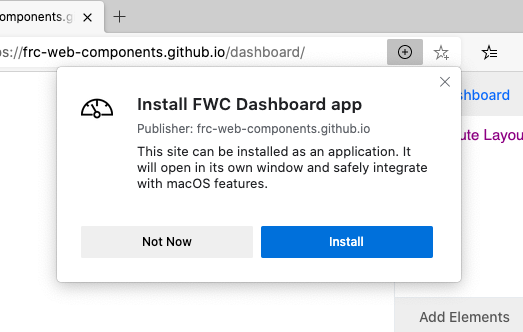 omponents.g
s://frc-web-components.github.io/dashboard/
Install FWC Dashboard app
Publisher: frc-web-components.github.io
This site can be installed as an application. It
will open in its own window and safely integrate
with macOS features.
Not Now
Install
shboard
ute Layou
Add Elements